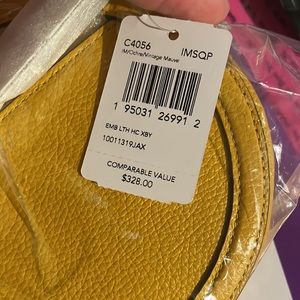 C4056 IMSQP
IM/Ochre/Vintage Mauve
1 95031 26991 2
EMB LTH HC XBY
10011319JAX
COMPARABLE VALUE
$328.00